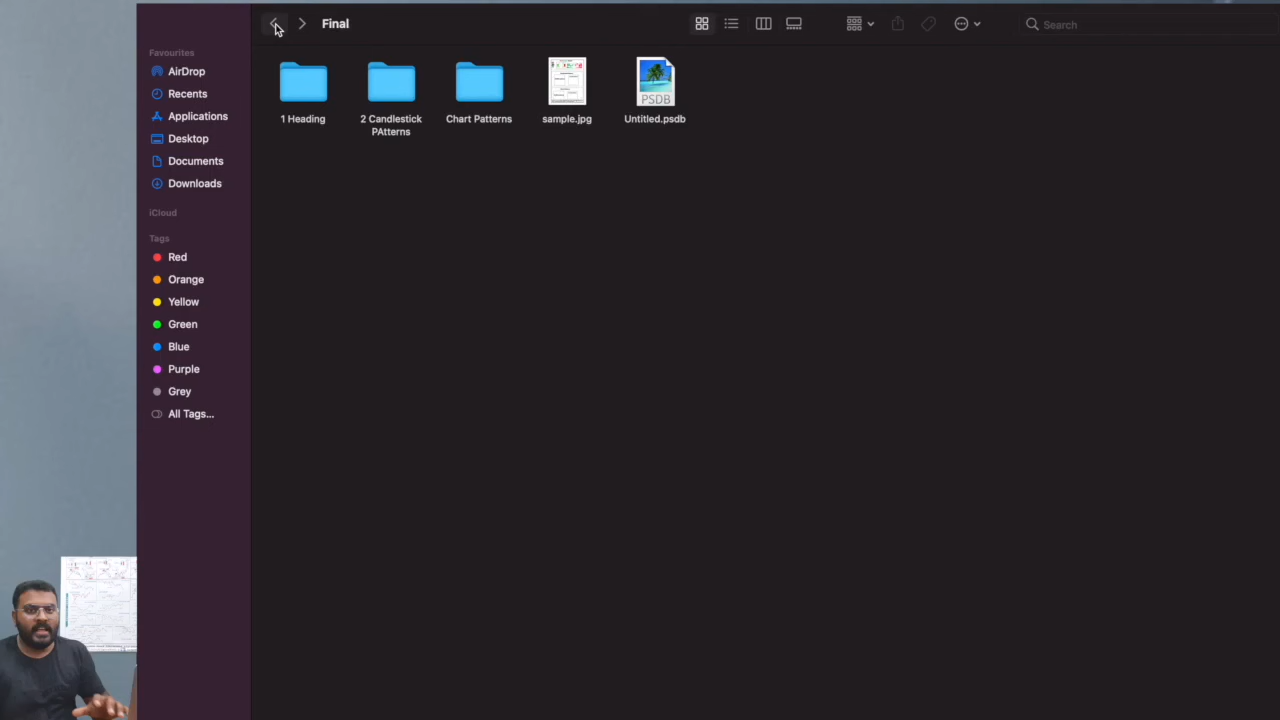 Final
Search
Favourites
AirDrop
Recents
Applications
Desktop
Documents
Downloads
iCloud
Tags
Red
Orange
Yellow
Green
Blue
Purple
Grey
All Tags...
1 Heading
2 Candlestick
PAtterns
Chart Patterns
sample.jpg
PSDB
Untitled.psdb